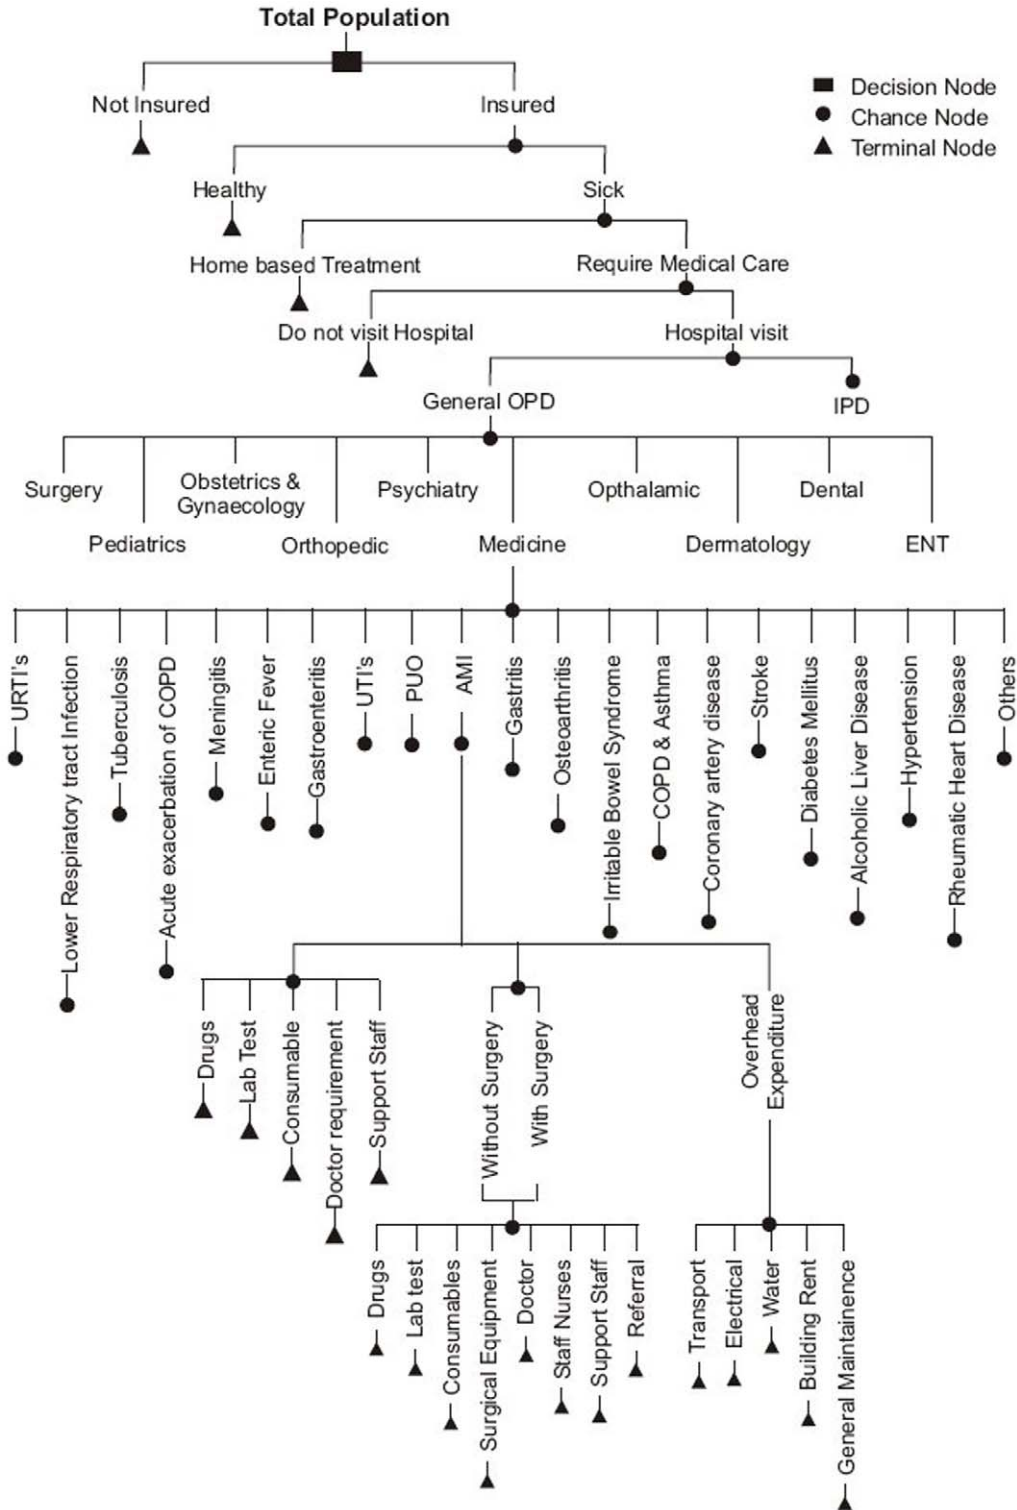 Total Population
Not Insured
Insured
Decision Node
Chance Node
Terminal Node
Healthy
Sick
Home based Treatment
Require Medical Care
Do not visit Hospital
Hospital visit
General OPD
IPD
Surgery
Obstetrics &
Gynaecology
Psychiatry
Opthalamic
Dental
Pediatrics
Orthopedic
Medicine
Dermatology
ENT
URTI's
Lower Respiratory tract Infection
Tuberculosis
Acute exacerbation of COPD
Meningitis
Enteric Fever
Gastroenteritis
UTI's
PUO
AMI
Gastritis
Osteoarthritis
Irritable Bowel Syndrome
COPD & Asthma
Coronary artery disease
Stroke
Diabetes Mellitus
Alcoholic Liver Disease
Hypertension
Rheumatic Heart Disease
Others
Drugs
Lab Test
Consumable
Doctor requirement
Support Staff
Without Surgery
With Surgery
Overhead
Expenditure
Drugs
Lab test
Consumables
Surgical Equipment
Doctor
Staff Nurses
Support Staff
Referral
Transport
Electrical
Water
Building Rent
General Maintainence